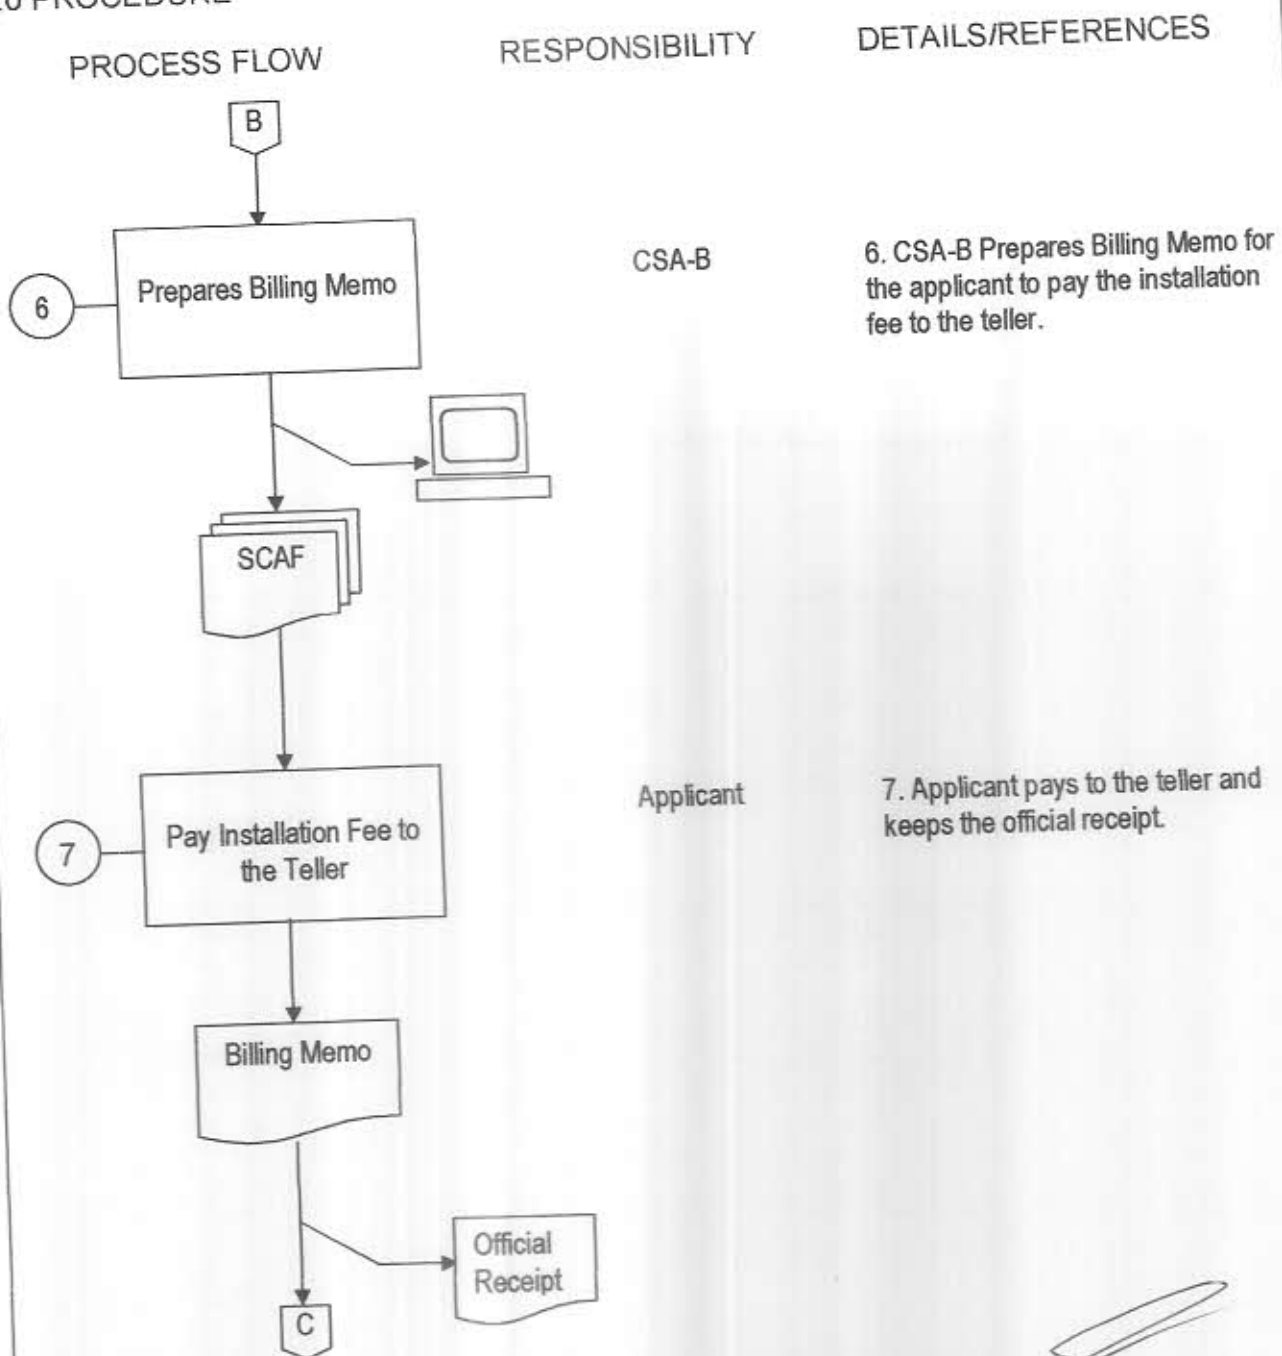 PROCEDURE
PROCESS FLOW
RESPONSIBILITY
DETAILS/REFERENCES
B
6
Prepares Billing Memo
CSA-B
6. CSA-B Prepares Billing Memo for
the applicant to pay the installation
fee to the teller.
SCAF
7
Pay Installation Fee to
the Teller
Applicant
7. Applicant pays to the teller and
keeps the official receipt.
Billing Memo
Official
Receipt
C